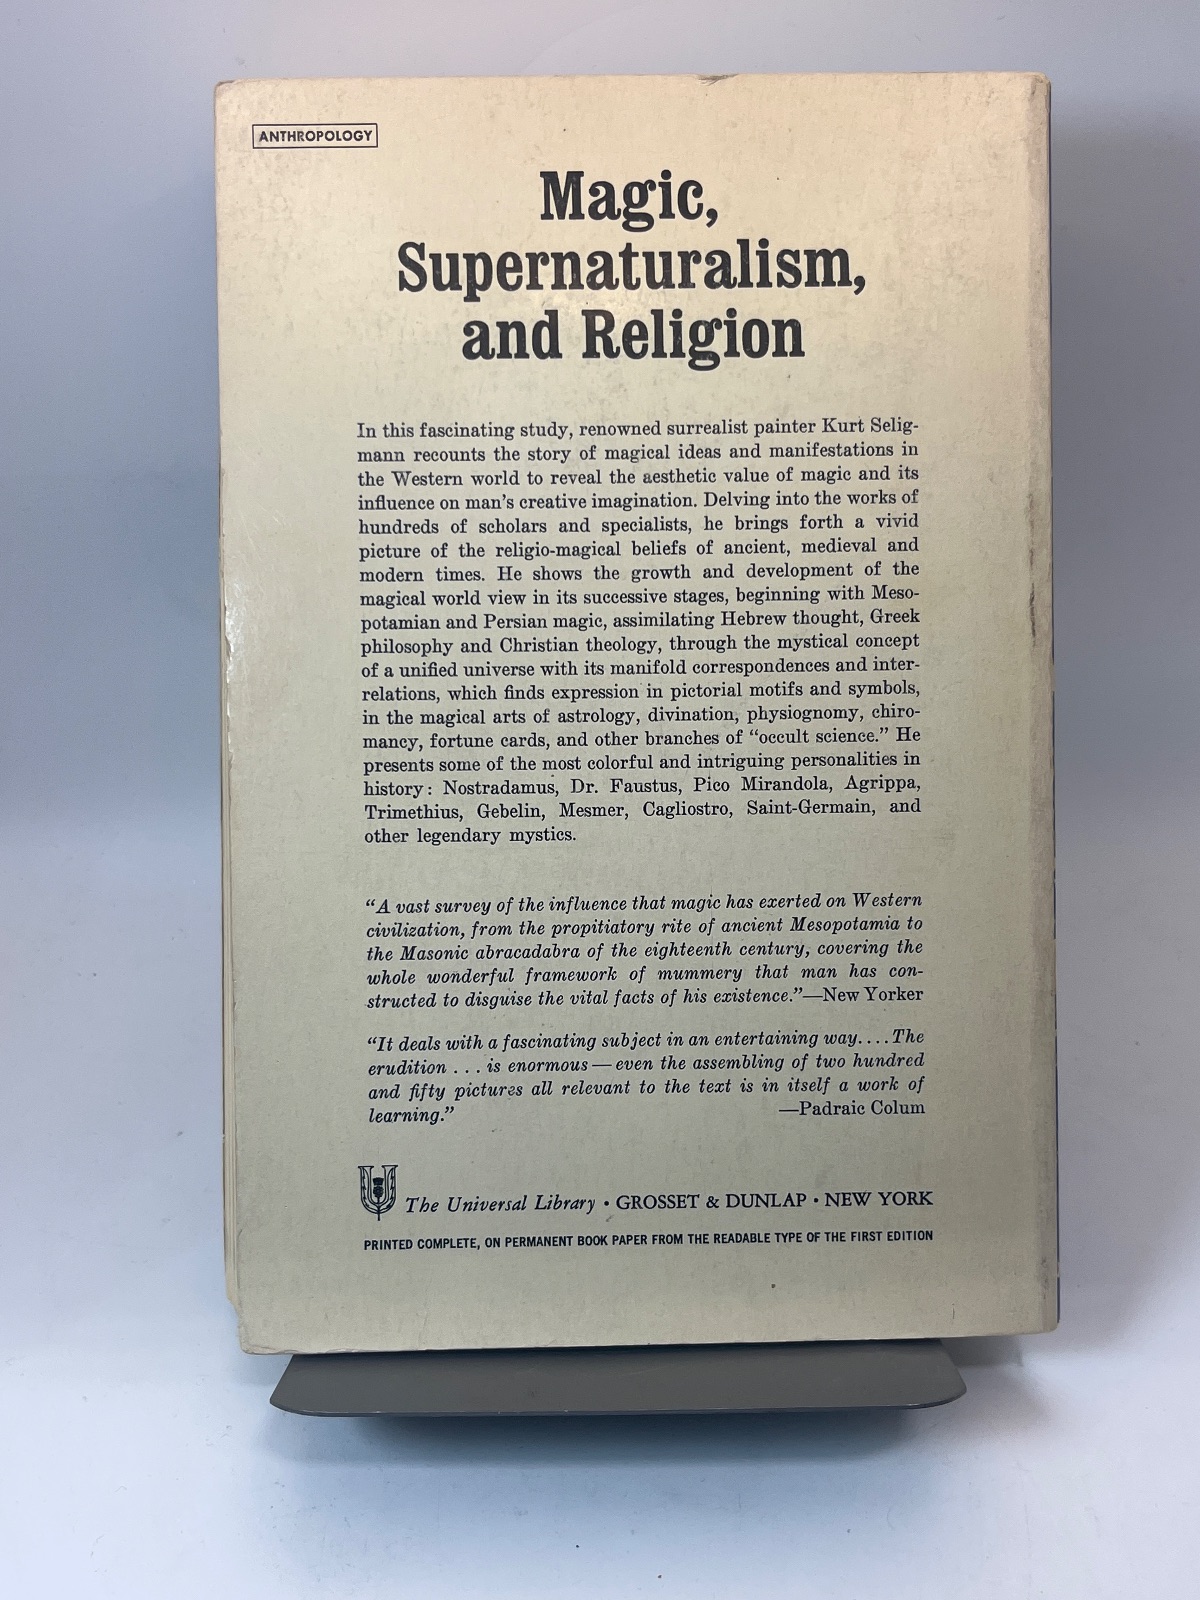 ANTHROPOLOGY
Magic,
Supernaturalism,
and Religion
In this fascinating study, renowned surrealist painter Kurt Selig-
mann recounts the story of magical ideas and manifestations in
the Western world to reveal the aesthetic value of magic and its
influence on man's creative imagination. Delving into the works of
hundreds of scholars and specialists, he brings forth a vivid
picture of the religio-magical beliefs of ancient, medieval and
modern times. He shows the growth and development of the
magical world view in its successive stages, beginning with Meso-
potamian and Persian magic, assimilating Hebrew thought, Greek
philosophy and Christian theology, through the mystical concept
of a unified universe with its manifold correspondences and inter-
relations, which finds expression in pictorial motifs and symbols,
in the magical arts of astrology, divination, physiognomy, chiro-
mancy, fortune cards, and other branches of “occult science.” He
presents some of the most colorful and intriguing personalities in
history: Nostradamus, Dr. Faustus, Pico Mirandola, Agrippa,
Trimethius, Gebelin, Mesmer, Cagliostro, Saint-Germain, and
other legendary mystics.
“A vast survey of the influence that magic has exerted on Western
civilization, from the propitiatory rite of ancient Mesopotamia to
the Masonic abracadabra of the eighteenth century, covering the
whole wonderful framework of mummery that man has con-
structed to disguise the vital facts of his existence.”—New Yorker
“It deals with a fascinating subject in an entertaining way....The
erudition . . . is enormous — even the assembling of two hundred
and fifty pictures all relevant to the text is in itself a work of
learning.” —Padraic Colum
The Universal Library • GROSSET & DUNLAP • NEW YORK
PRINTED COMPLETE, ON PERMANENT BOOK PAPER FROM THE READABLE TYPE OF THE FIRST EDITION